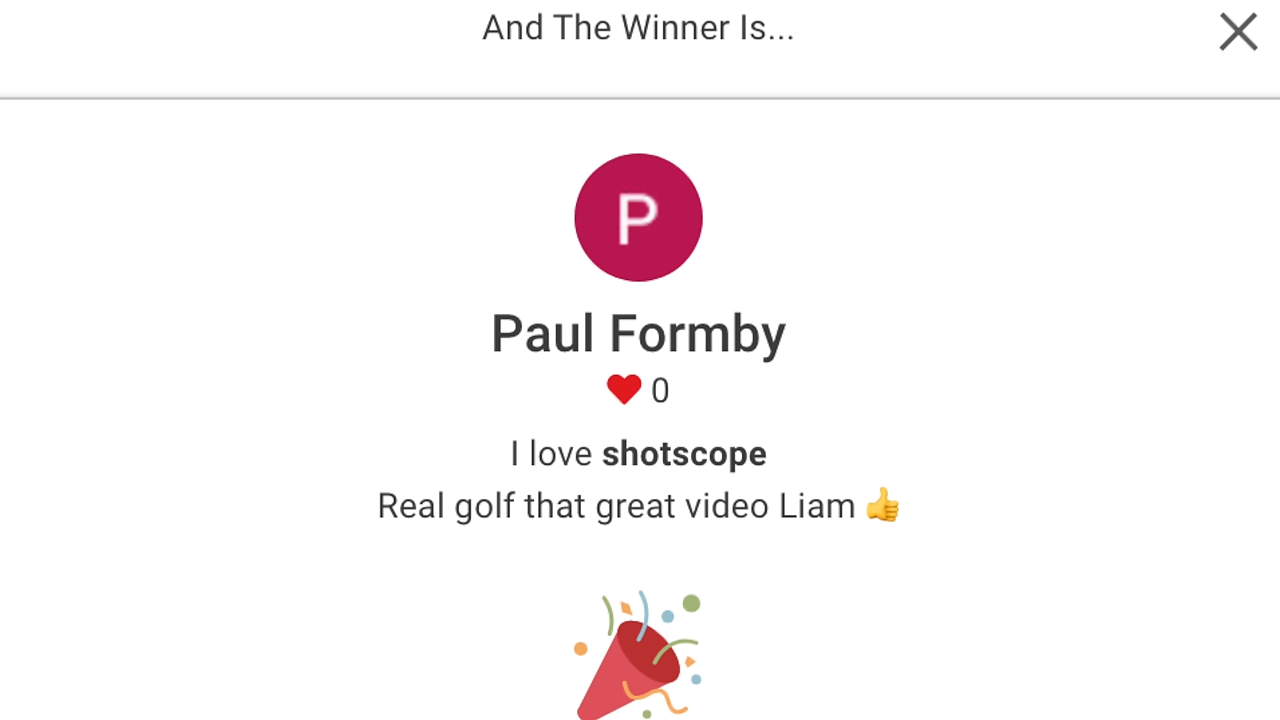 And The Winner Is...
P
Paul Formby
❤ 0
I love shotscope
Real golf that great video Liam 👍